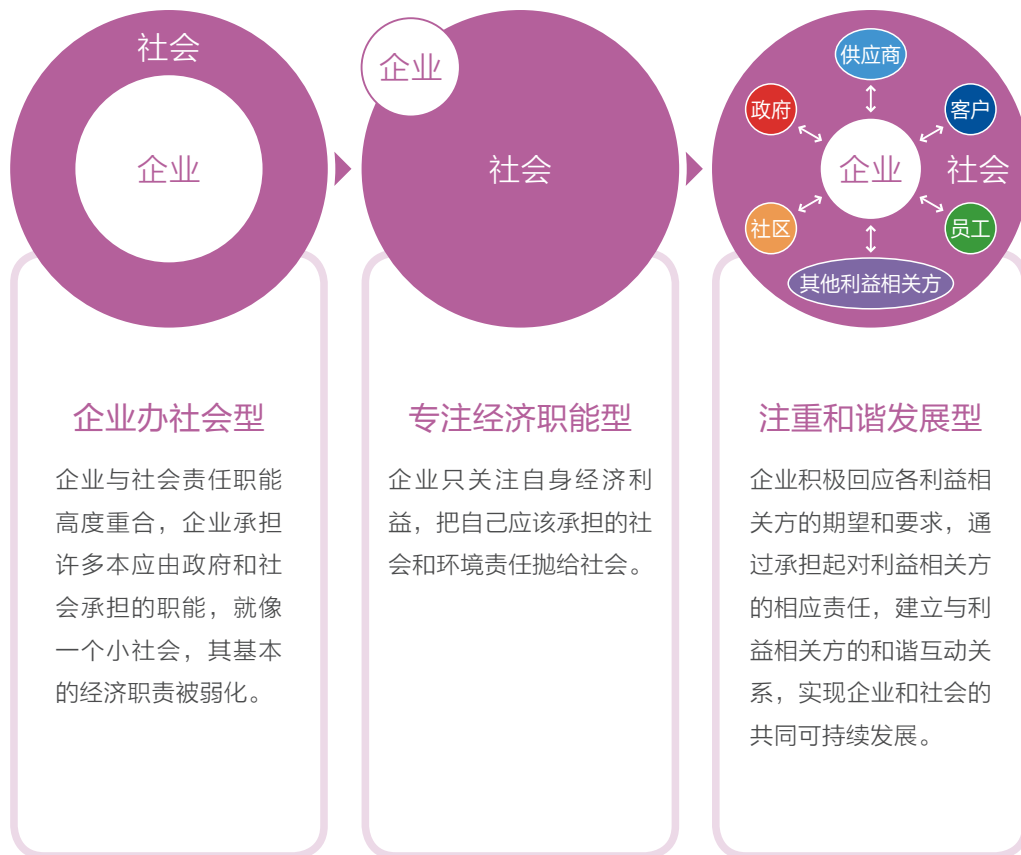 社会
企业
企业
社会
供应商
政府
客户
企业
社会
社区
员工
其他利益相关方
企业办社会型
企业与社会责任职能
高度重合，企业承担
许多本应由政府和社
会承担的职能，就像
一个小社会，其基本
的经济职责被弱化。
专注经济职能型
企业只关注自身经济利
益，把自己应该承担的社
会和环境责任抛给社会。
注重和谐发展型
企业积极回应各利益相
关方的期望和要求，通
过承担起对利益相关方
的相应责任，建立与利
益相关方的和谐互动关
系，实现企业和社会的
共同可持续发展。